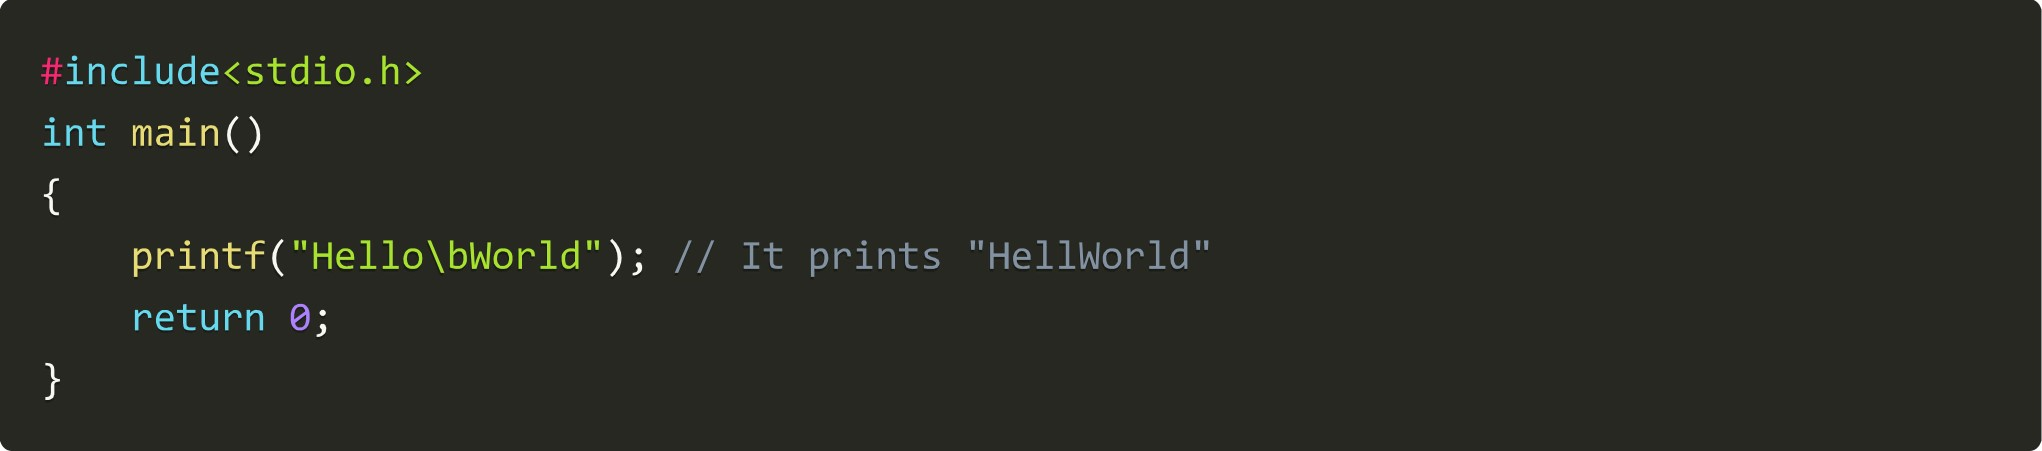 #include<stdio.h>
int main()
{
    printf("Hello\bWorld"); // It prints "HellWorld"
    return 0;
}